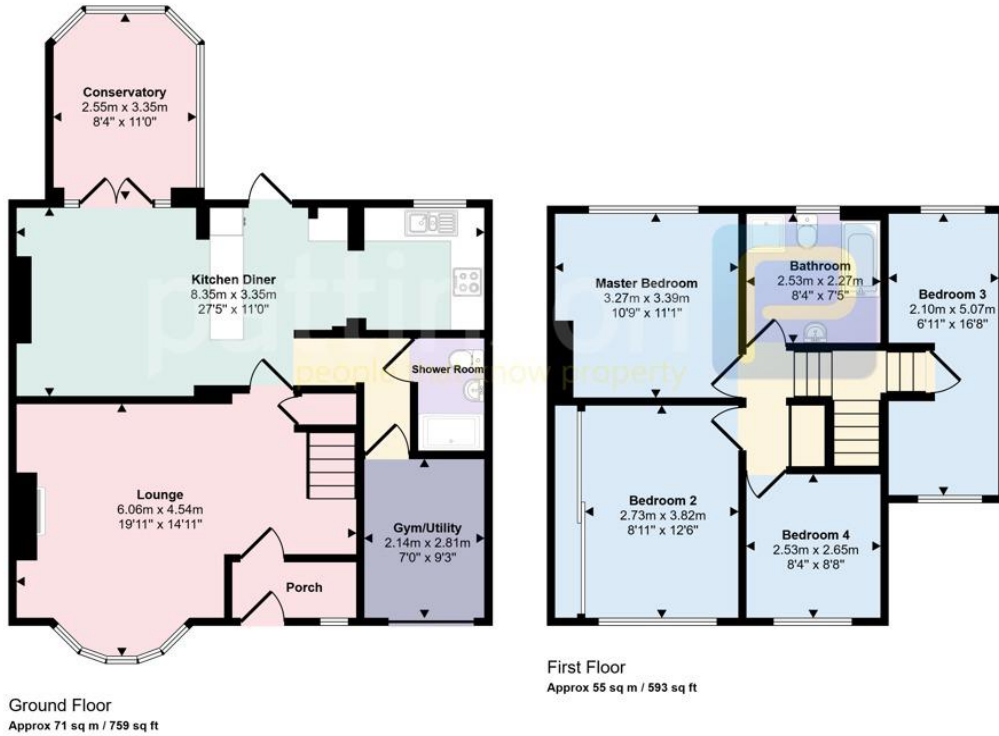 Conservatory
2.55m x 3.35m
8'4" x 11'0"
Kitchen Diner
8.35m x 3.35m
27'5" x 11'0"
Shower Room
Lounge
6.06m x 4.54m
19'11" x 14'11"
Gym/Utility
2.14m x 2.81m
7'0" x 9'3"
Porch
Ground Floor
Approx 71 sq m / 759 sq ft
Master Bedroom
3.27m x 3.39m
10'9" x 11'1"
Bathroom
2.53m x 2.27m
8'4" x 7'5"
Bedroom 3
2.10m x 5.07m
6'11" x 16'8"
Bedroom 2
2.73m x 3.82m
8'11" x 12'6"
Bedroom 4
2.53m x 2.65m
8'4" x 8'8"
First Floor
Approx 55 sq m / 593 sq ft
pattinson
people know property